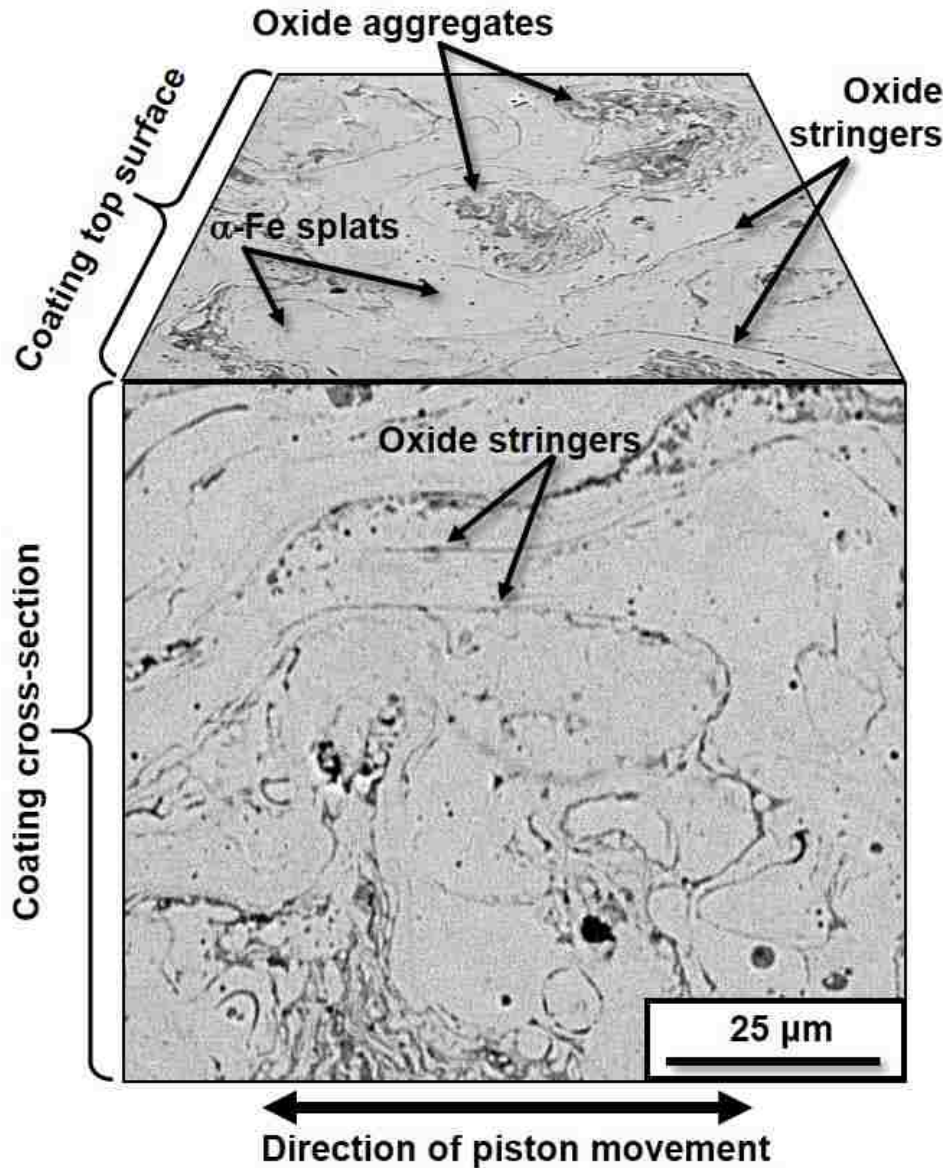 Oxide aggregates
Oxide
stringers
Coating top surface
α-Fe splats
Oxide stringers
Coating cross-section
25 µm
Direction of piston movement